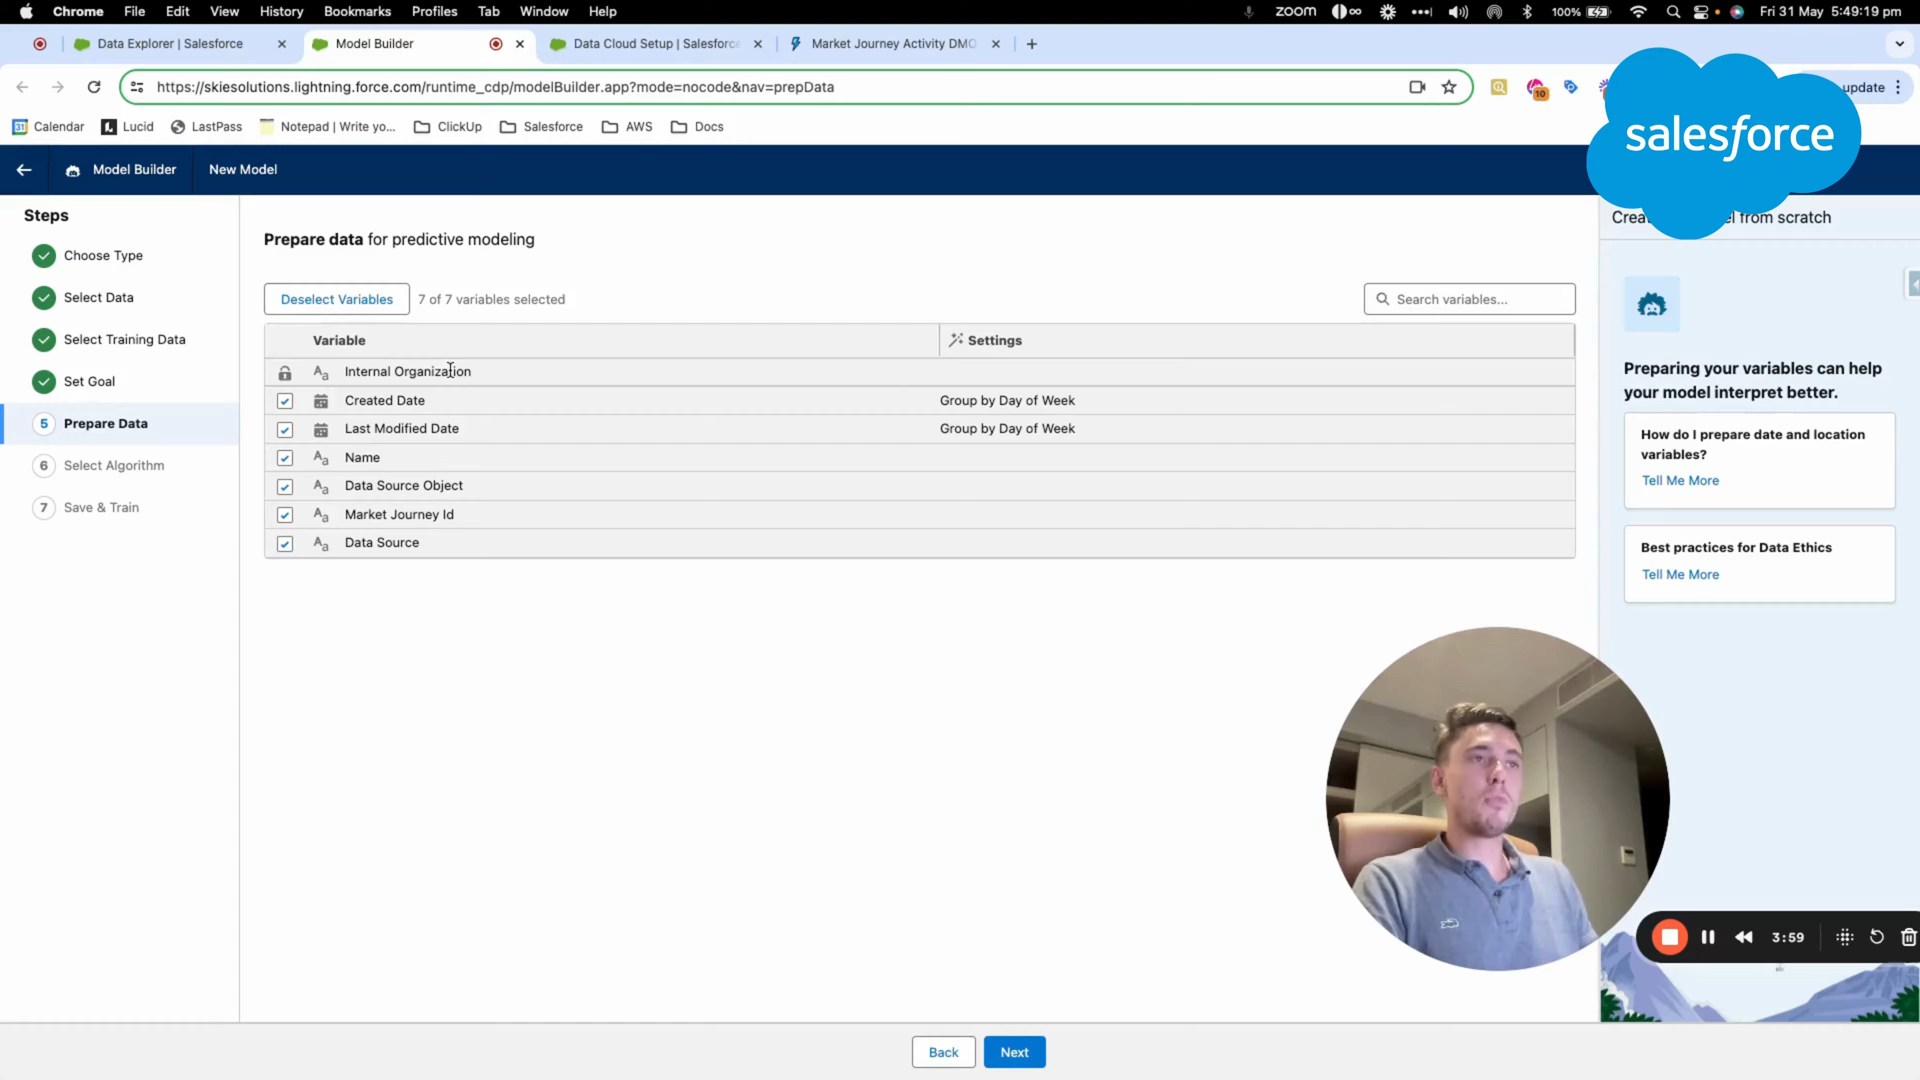 Chrome File Edit View History Bookmarks Profiles Tab Window Help zoom 100% Fri 31 May 5:49:19 pm
Data Explorer | Salesforce Model Builder Data Cloud Setup | Salesforce Market Journey Activity DMO
https://skiesolutions.lightning.force.com/runtime_cdp/modelBuilder.app?mode=nocode&nav=prepData 10 update
Calendar Lucid LastPass Notepad | Write yo... ClickUp Salesforce AWS Docs
salesforce
Model Builder New Model
Steps
Choose Type
Select Data
Select Training Data
Set Goal
5 Prepare Data
6 Select Algorithm
7 Save & Train
Prepare data for predictive modeling
Deselect Variables 7 of 7 variables selected Search variables...
Variable Settings
Internal Organization
Created Date Group by Day of Week
Last Modified Date Group by Day of Week
Name
Data Source Object
Market Journey Id
Data Source
from scratch
Preparing your variables can help
your model interpret better.
How do I prepare date and location
variables?
Tell Me More
Best practices for Data Ethics
Tell Me More
3:59
Back Next